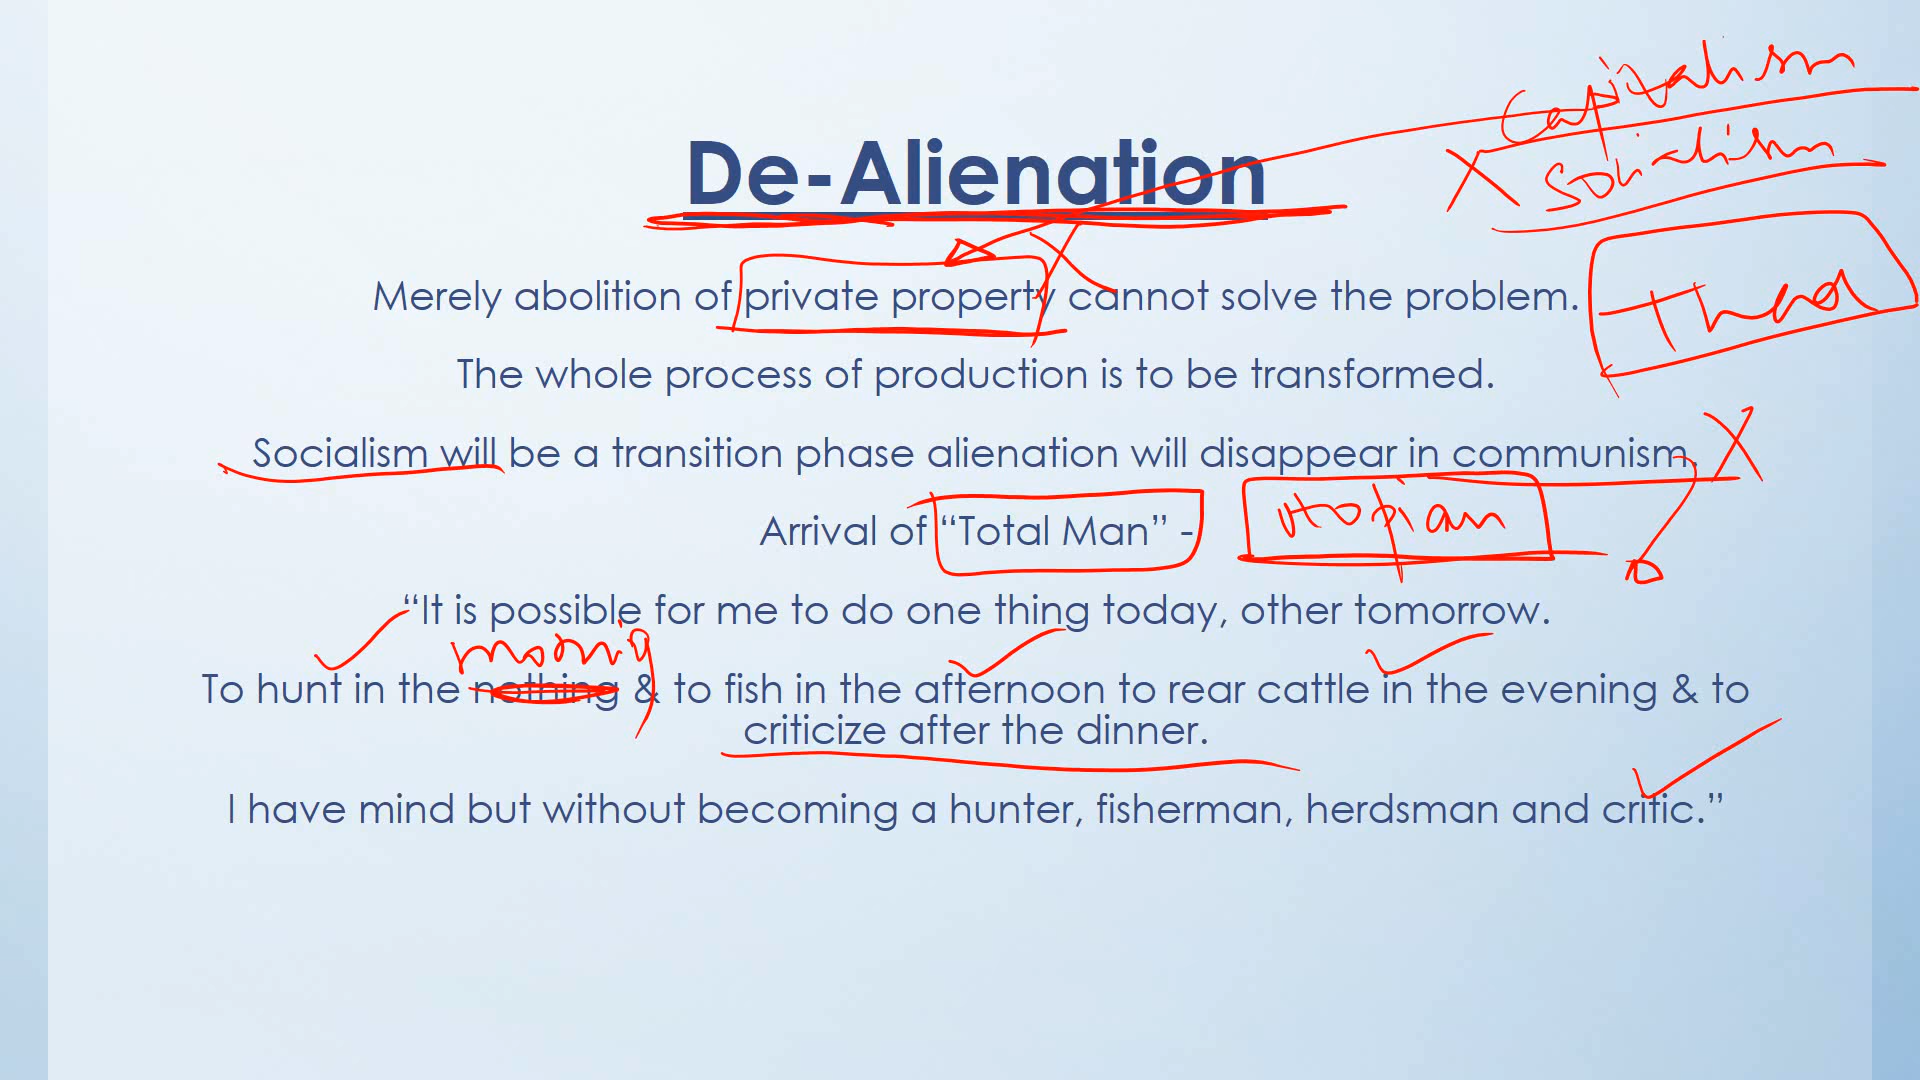 Capitalism
Socialism
De-Alienation
Merely abolition of private property cannot solve the problem.
The whole process of production is to be transformed.
Socialism will be a transition phase alienation will disappear in communism.
Arrival of “Total Man” - utopian
“It is possible for me to do one thing today, other tomorrow.
morning
To hunt in the nothing & to fish in the afternoon to rear cattle in the evening & to
criticize after the dinner.
I have mind but without becoming a hunter, fisherman, herdsman and critic.”